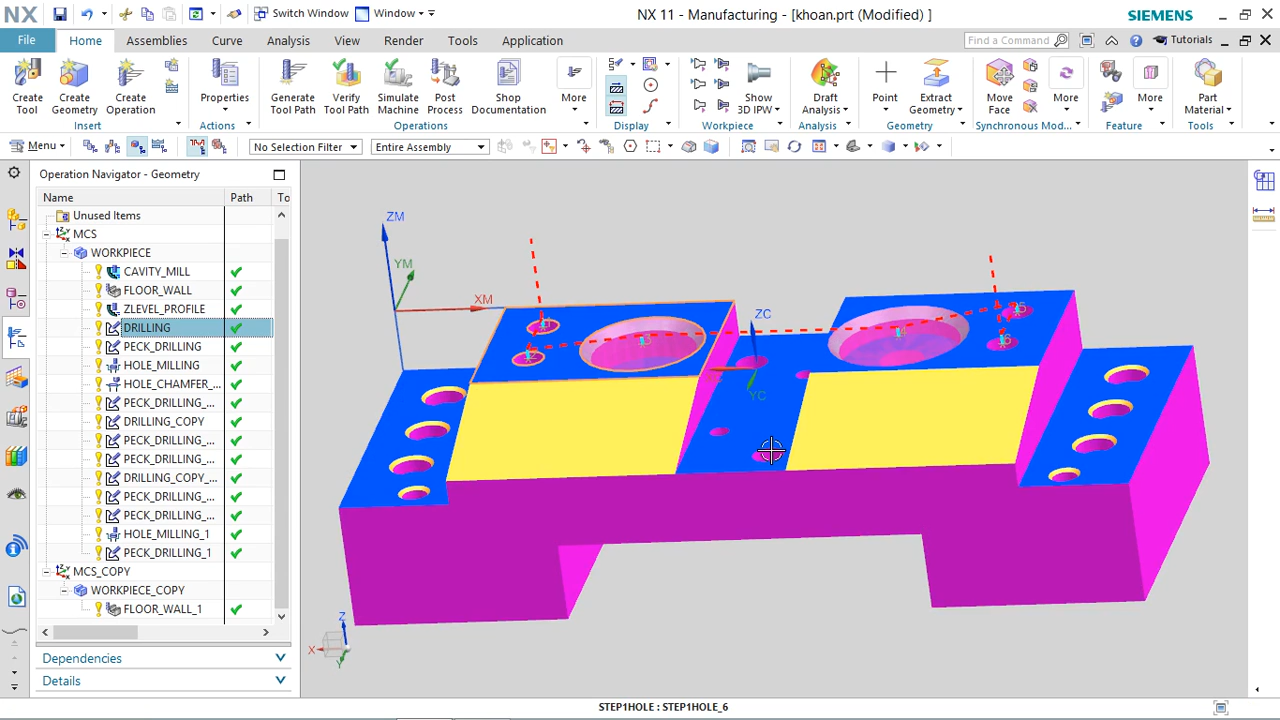 NX
Switch Window
Window
NX 11 - Manufacturing - [khoan.prt (Modified) ]
SIEMENS
File
Home
Assemblies
Curve
Analysis
View
Render
Tools
Application
Find a Command
Tutorials
Create Tool
Create Geometry
Create Operation
Properties
Generate Tool Path
Verify Tool Path
Simulate Machine
Post Process
Shop Documentation
More
Show 3D IPW
Draft Analysis
Point
Extract Geometry
Move Face
More
More
Part Material
Insert
Actions
Operations
Display
Workpiece
Analysis
Geometry
Synchronous Mod...
Feature
Tools
Menu
No Selection Filter
Entire Assembly
Operation Navigator - Geometry
Name
Path
To
Unused Items
MCS
WORKPIECE
CAVITY_MILL
FLOOR_WALL
ZLEVEL_PROFILE
DRILLING
PECK_DRILLING
HOLE_MILLING
HOLE_CHAMFER_...
PECK_DRILLING_...
DRILLING_COPY
PECK_DRILLING_...
PECK_DRILLING_...
DRILLING_COPY_...
PECK_DRILLING_...
PECK_DRILLING_...
HOLE_MILLING_1
PECK_DRILLING_1
MCS_COPY
WORKPIECE_COPY
FLOOR_WALL_1
Dependencies
Details
ZM
YM
XM
ZC
YC
Z
X
Y
STEP1HOLE : STEP1HOLE_6